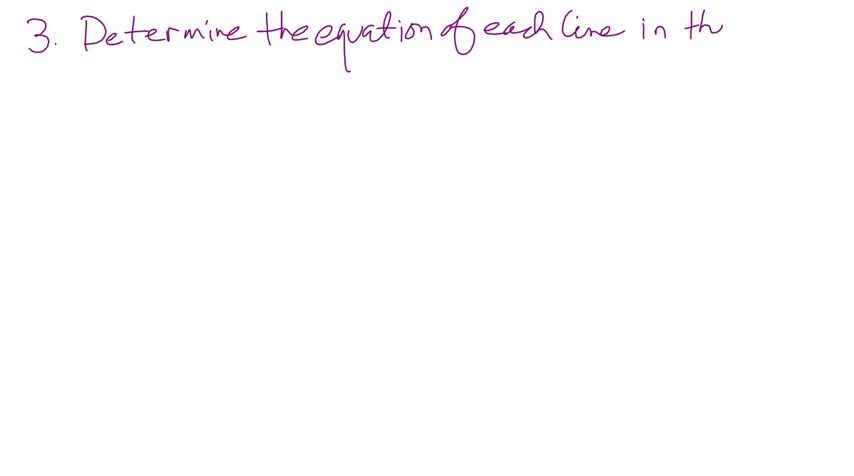 3. Determine the equation of each line in th